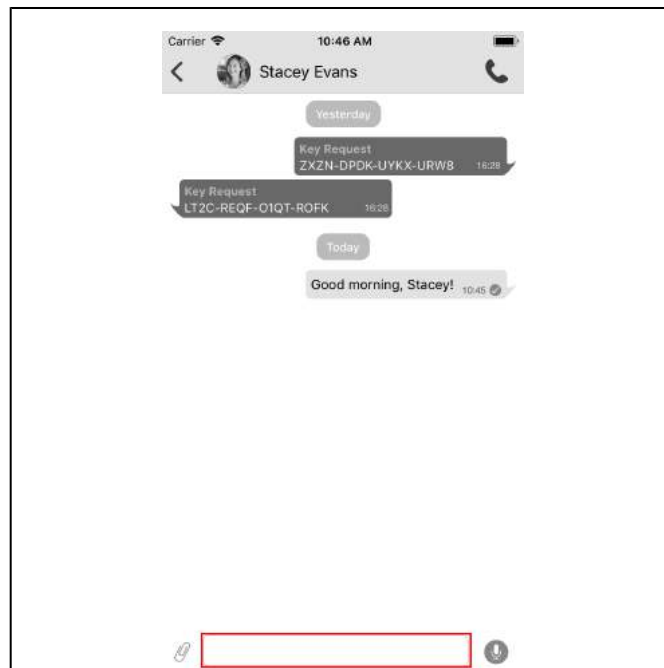 Carrier 10:46 AM
Stacey Evans
Yesterday
Key Request
ZXZN-DPDK-UYKX-URW8 16:28
Key Request
LT2C-REQF-O1QT-ROFK 16:28
Today
Good morning, Stacey! 10:45